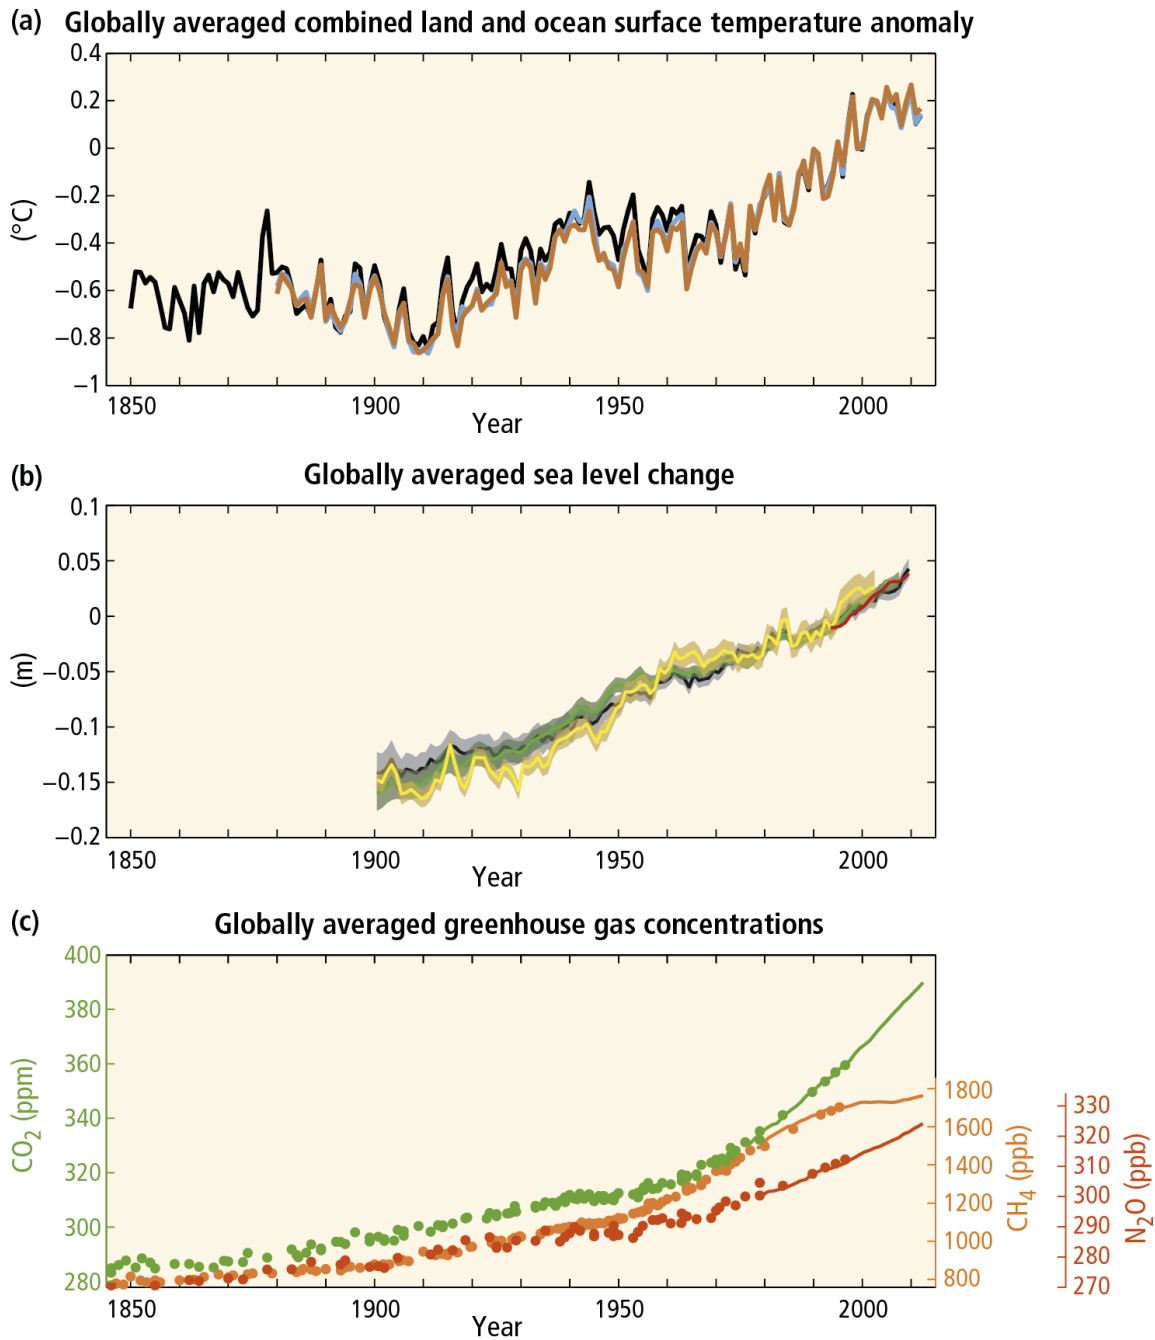 (a) Globally averaged combined land and ocean surface temperature anomaly
0.4
0.2
0
−0.2
−0.4
−0.6
−0.8
−1
(°C)
1850 1900 1950 2000
Year
(b) Globally averaged sea level change
0.1
0.05
0
−0.05
−0.1
−0.15
−0.2
(m)
1850 1900 1950 2000
Year
(c) Globally averaged greenhouse gas concentrations
400
380
360
340
320
300
280
CO2 (ppm)
1800
1600
1400
1200
1000
800
CH4 (ppb)
330
320
310
300
290
280
270
N2O (ppb)
1850 1900 1950 2000
Year